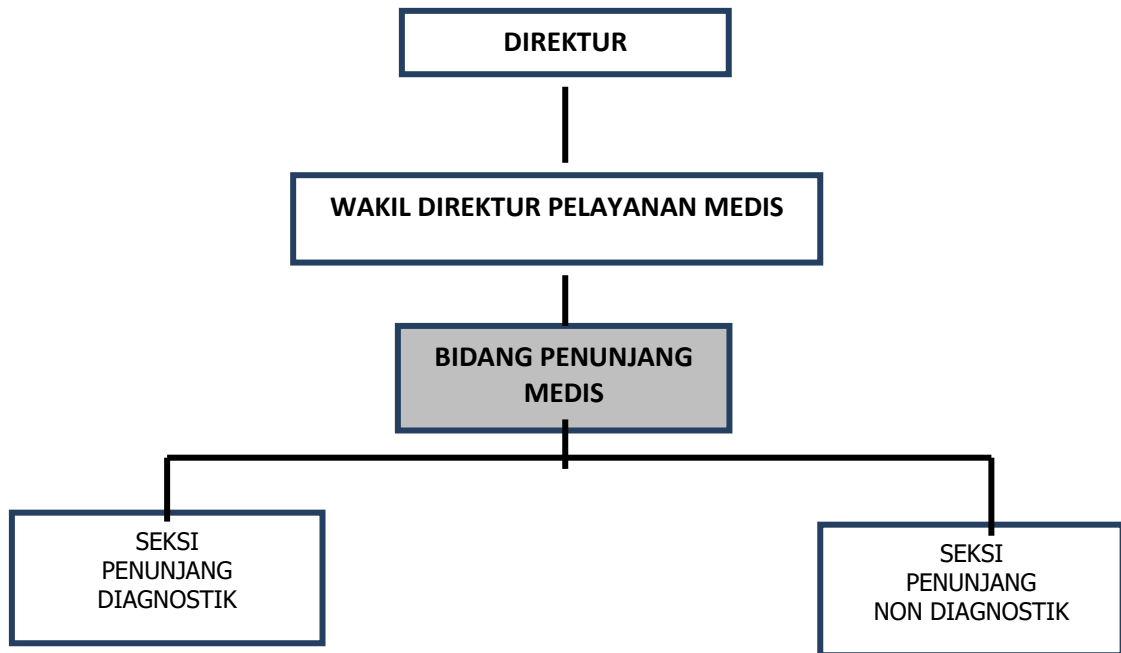 DIREKTUR
WAKIL DIREKTUR PELAYANAN MEDIS
BIDANG PENUNJANG
MEDIS
SEKSI
PENUNJANG
DIAGNOSTIK
SEKSI
PENUNJANG
NON DIAGNOSTIK